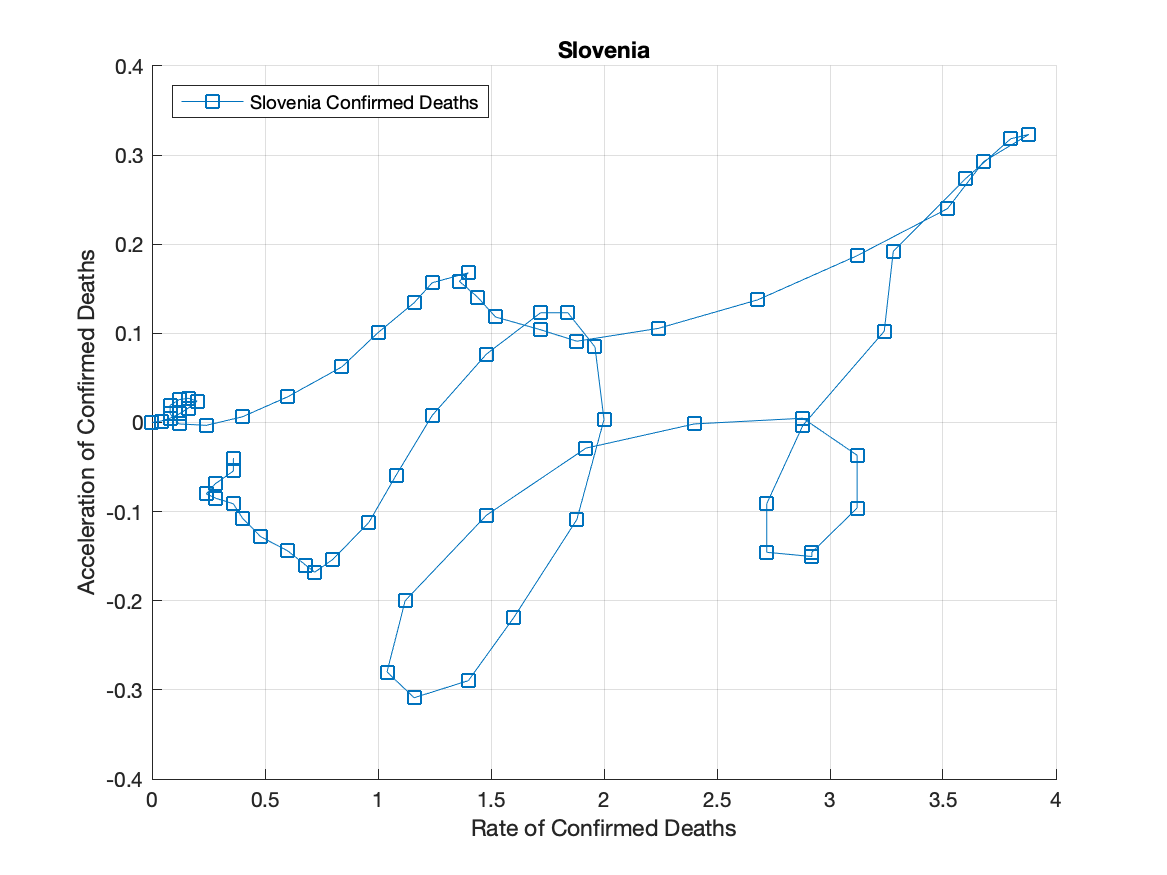 Slovenia
Slovenia Confirmed Deaths
0.4
0.3
0.2
0.1
0
-0.1
-0.2
-0.3
-0.4
Acceleration of Confirmed Deaths
0 0.5 1 1.5 2 2.5 3 3.5 4
Rate of Confirmed Deaths